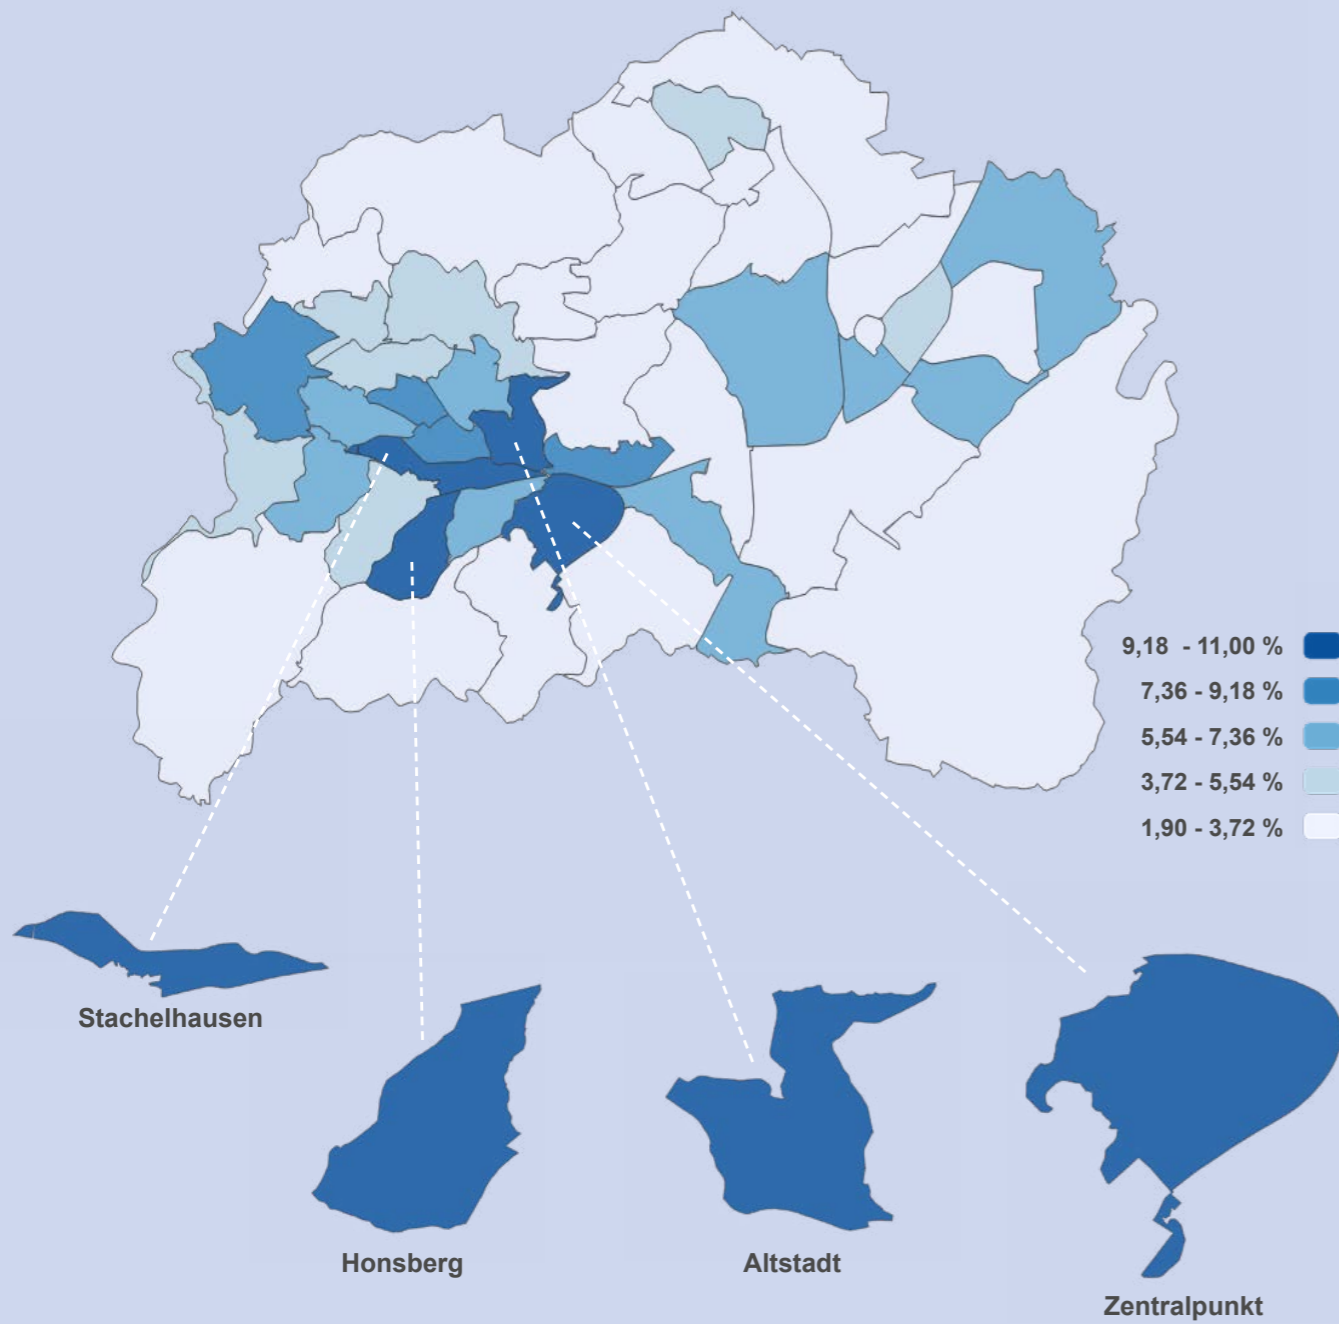 9,18 - 11,00 %
7,36 - 9,18 %
5,54 - 7,36 %
3,72 - 5,54 %
1,90 - 3,72 %
Stachelhausen
Honsberg
Altstadt
Zentralpunkt